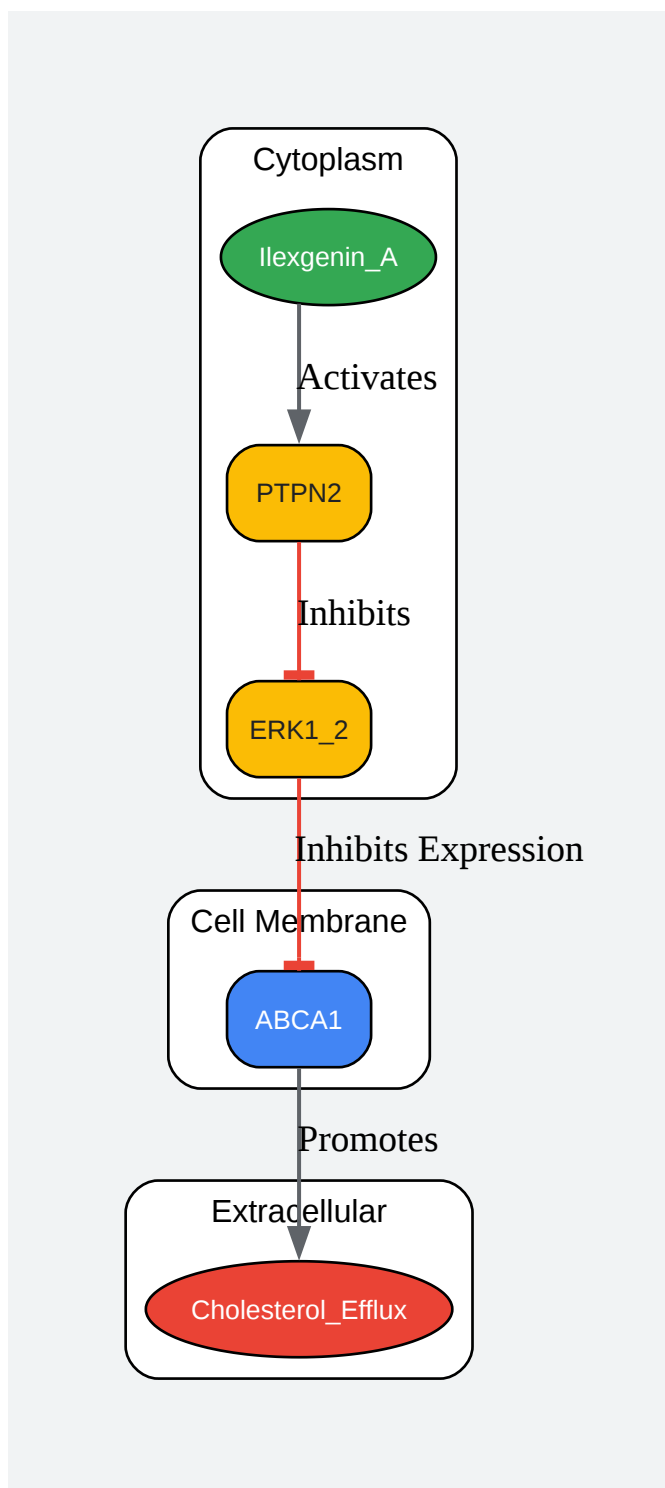 Cytoplasm
Ilexgenin_A
Activates
PTPN2
Inhibits
ERK1_2
Inhibits Expression
Cell Membrane
ABCA1
Promotes
Extracellular
Cholesterol_Efflux